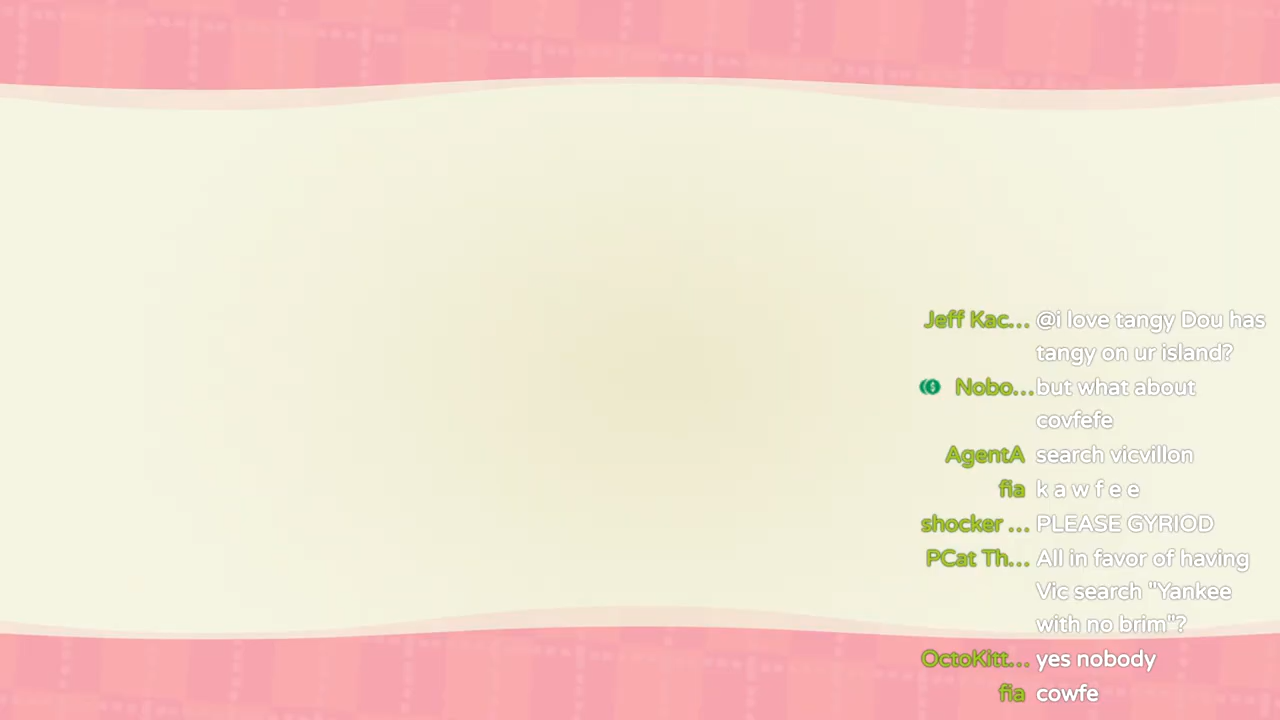 Jeff Kac... @i love tangy Dou has
tangy on ur island?
Nobo... but what about
covfefe
AgentA search vicvillon
fia k a w f e e
shocker ... PLEASE GYRIOD
PCat Th... All in favor of having
Vic search "Yankee
with no brim"?
OctoKitt... yes nobody
fia cowfe